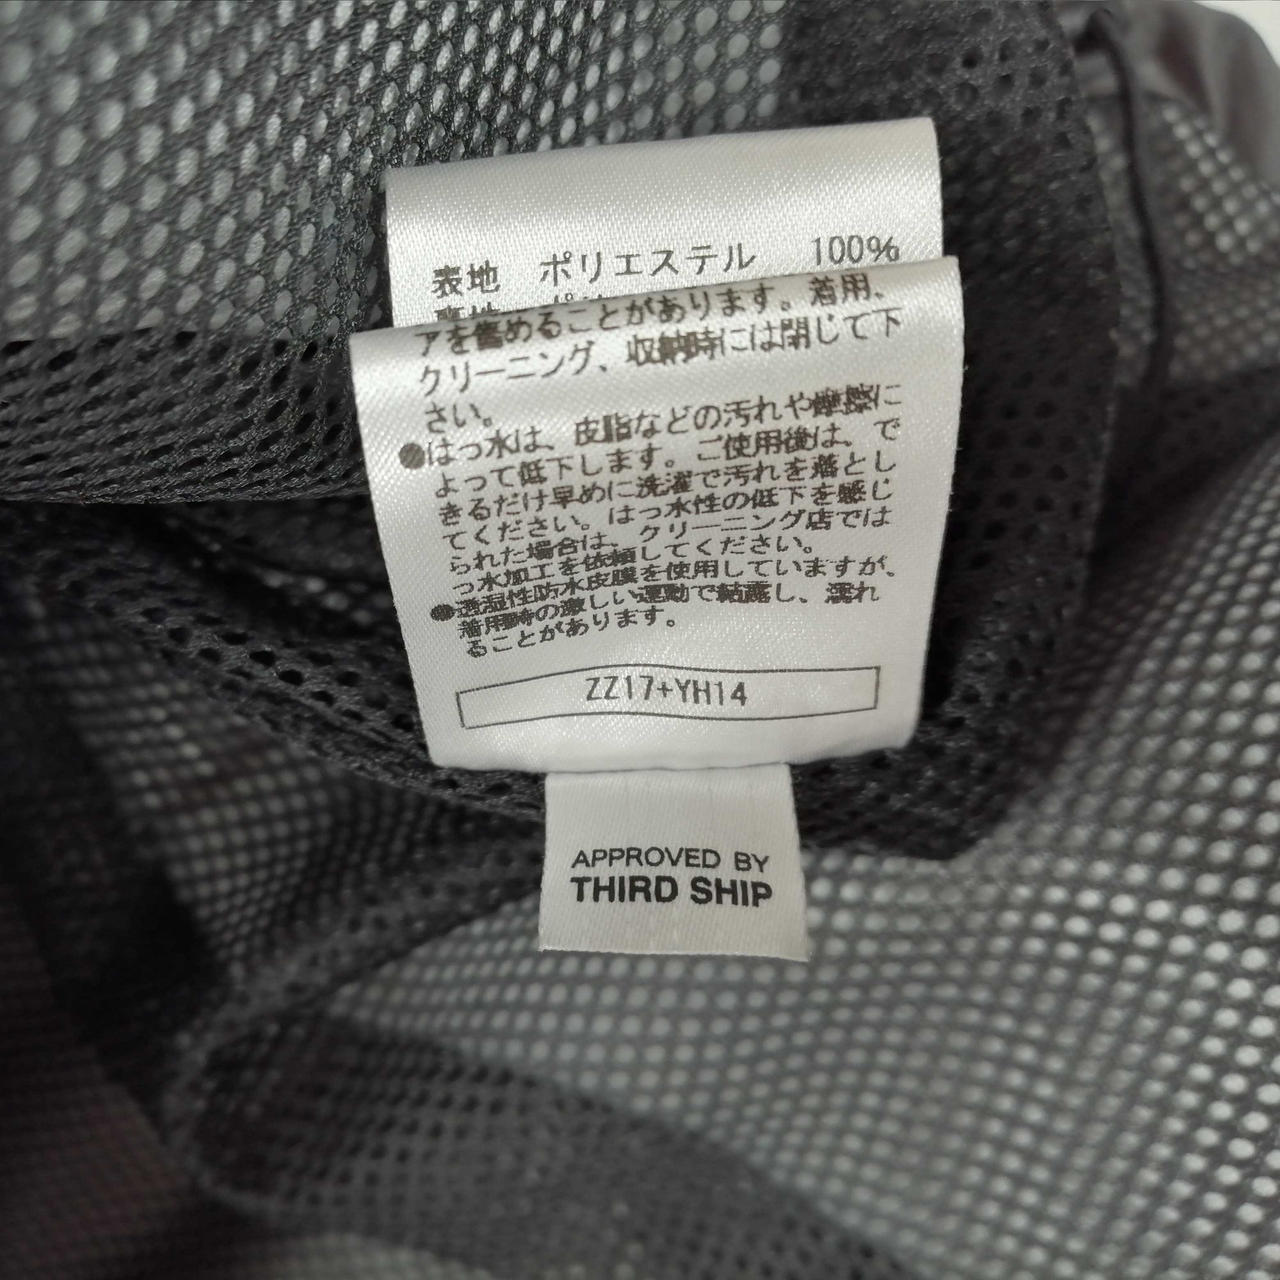 表地 ポリエステル 100%
アを傷めることがあります。着用、
クリーニング、収納時には閉じて下
さい。
●はっ水は、皮脂などの汚れや摩擦に
よって低下します。ご使用後は、で
きるだけ早めに洗濯で汚れを落とし
てください。はっ水性の低下を感じ
られた場合は、クリーニング店では
っ水加工を依頼してください。
●透湿性防水皮膜を使用していますが、
着用時の激しい運動で結露し、濡れ
ることがあります。
ZZ17+YH14
APPROVED BY
THIRD SHIP